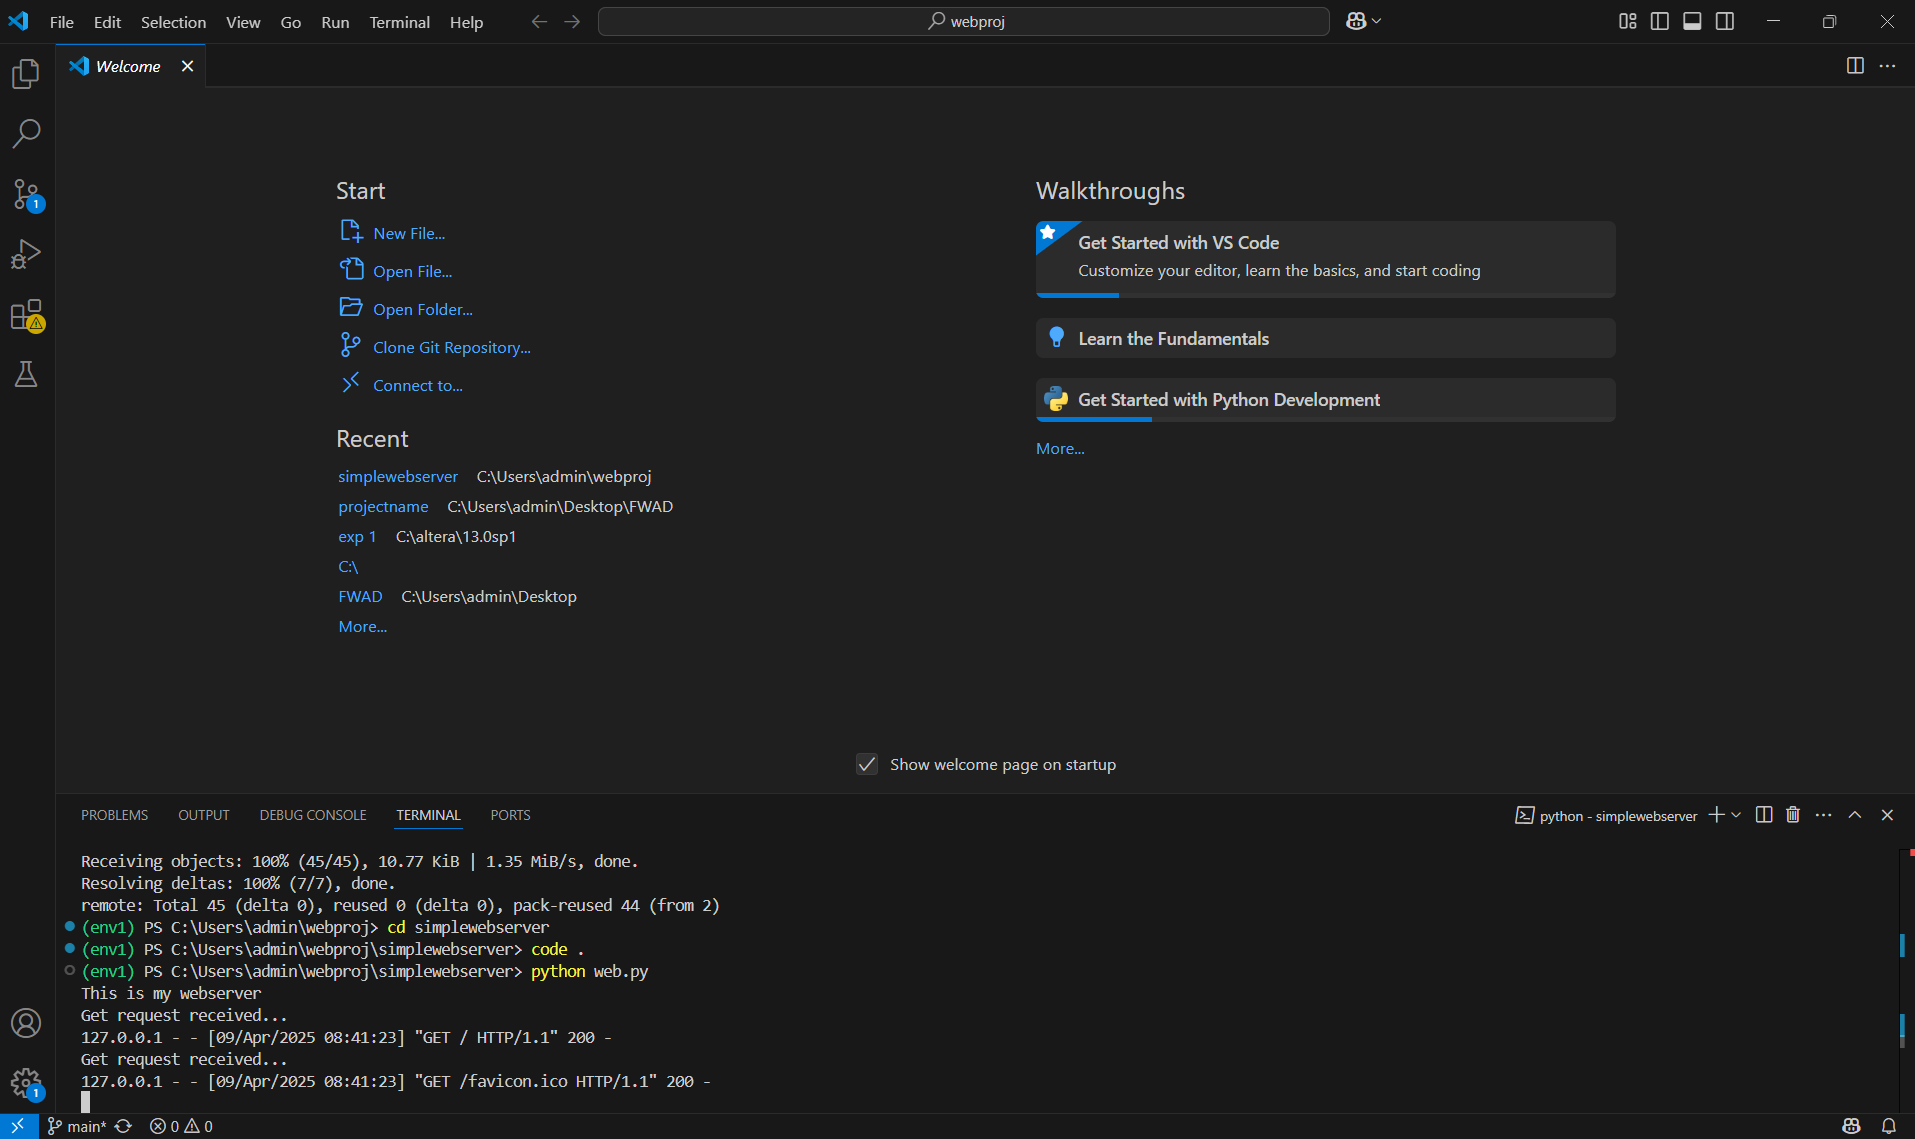 File Edit Selection View Go Run Terminal Help
webproj
Welcome
Start
New File...
Open File...
Open Folder...
Clone Git Repository...
Connect to...
Recent
simplewebserver C:\Users\admin\webproj
projectname C:\Users\admin\Desktop\FWAD
exp 1 C:\altera\13.0sp1
C:\
FWAD C:\Users\admin\Desktop
More...
Walkthroughs
Get Started with VS Code
Customize your editor, learn the basics, and start coding
Learn the Fundamentals
Get Started with Python Development
More...
Show welcome page on startup
1
PROBLEMS OUTPUT DEBUG CONSOLE TERMINAL PORTS
python - simplewebserver
Receiving objects: 100% (45/45), 10.77 KiB | 1.35 MiB/s, done.
Resolving deltas: 100% (7/7), done.
remote: Total 45 (delta 0), reused 0 (delta 0), pack-reused 44 (from 2)
(env1) PS C:\Users\admin\webproj> cd simplewebserver
(env1) PS C:\Users\admin\webproj\simplewebserver> code .
(env1) PS C:\Users\admin\webproj\simplewebserver> python web.py
This is my webserver
Get request received...
127.0.0.1 - - [09/Apr/2025 08:41:23] "GET / HTTP/1.1" 200 -
Get request received...
127.0.0.1 - - [09/Apr/2025 08:41:23] "GET /favicon.ico HTTP/1.1" 200 -
1
main* 0 0